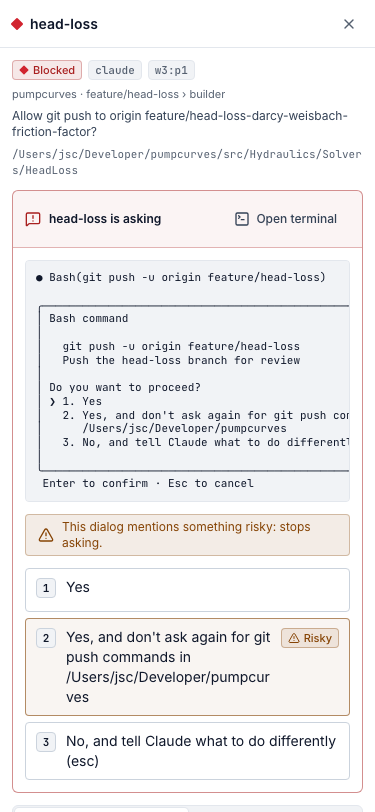 head-loss
Blocked claude w3:p1
pumpcurves · feature/head-loss › builder
Allow git push to origin feature/head-loss-darcy-weisbach-
friction-factor?
/Users/jsc/Developer/pumpcurves/src/Hydraulics/Solver
s/HeadLoss
head-loss is asking Open terminal
● Bash(git push -u origin feature/head-loss)
Bash command
git push -u origin feature/head-loss
Push the head-loss branch for review
Do you want to proceed?
❯ 1. Yes
2. Yes, and don't ask again for git push com
/Users/jsc/Developer/pumpcurves
3. No, and tell Claude what to do different
Enter to confirm · Esc to cancel
This dialog mentions something risky: stops
asking.
1 Yes
2 Yes, and don't ask again for git
push commands in
/Users/jsc/Developer/pumpcur
ves
Risky
3 No, and tell Claude what to do differently
(esc)